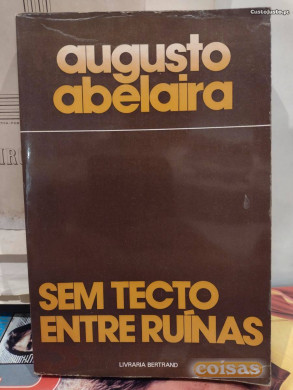 augusto
abelaira
SEM TECTO
ENTRE RUÍNAS
LIVRARIA BERTRAND
coisas